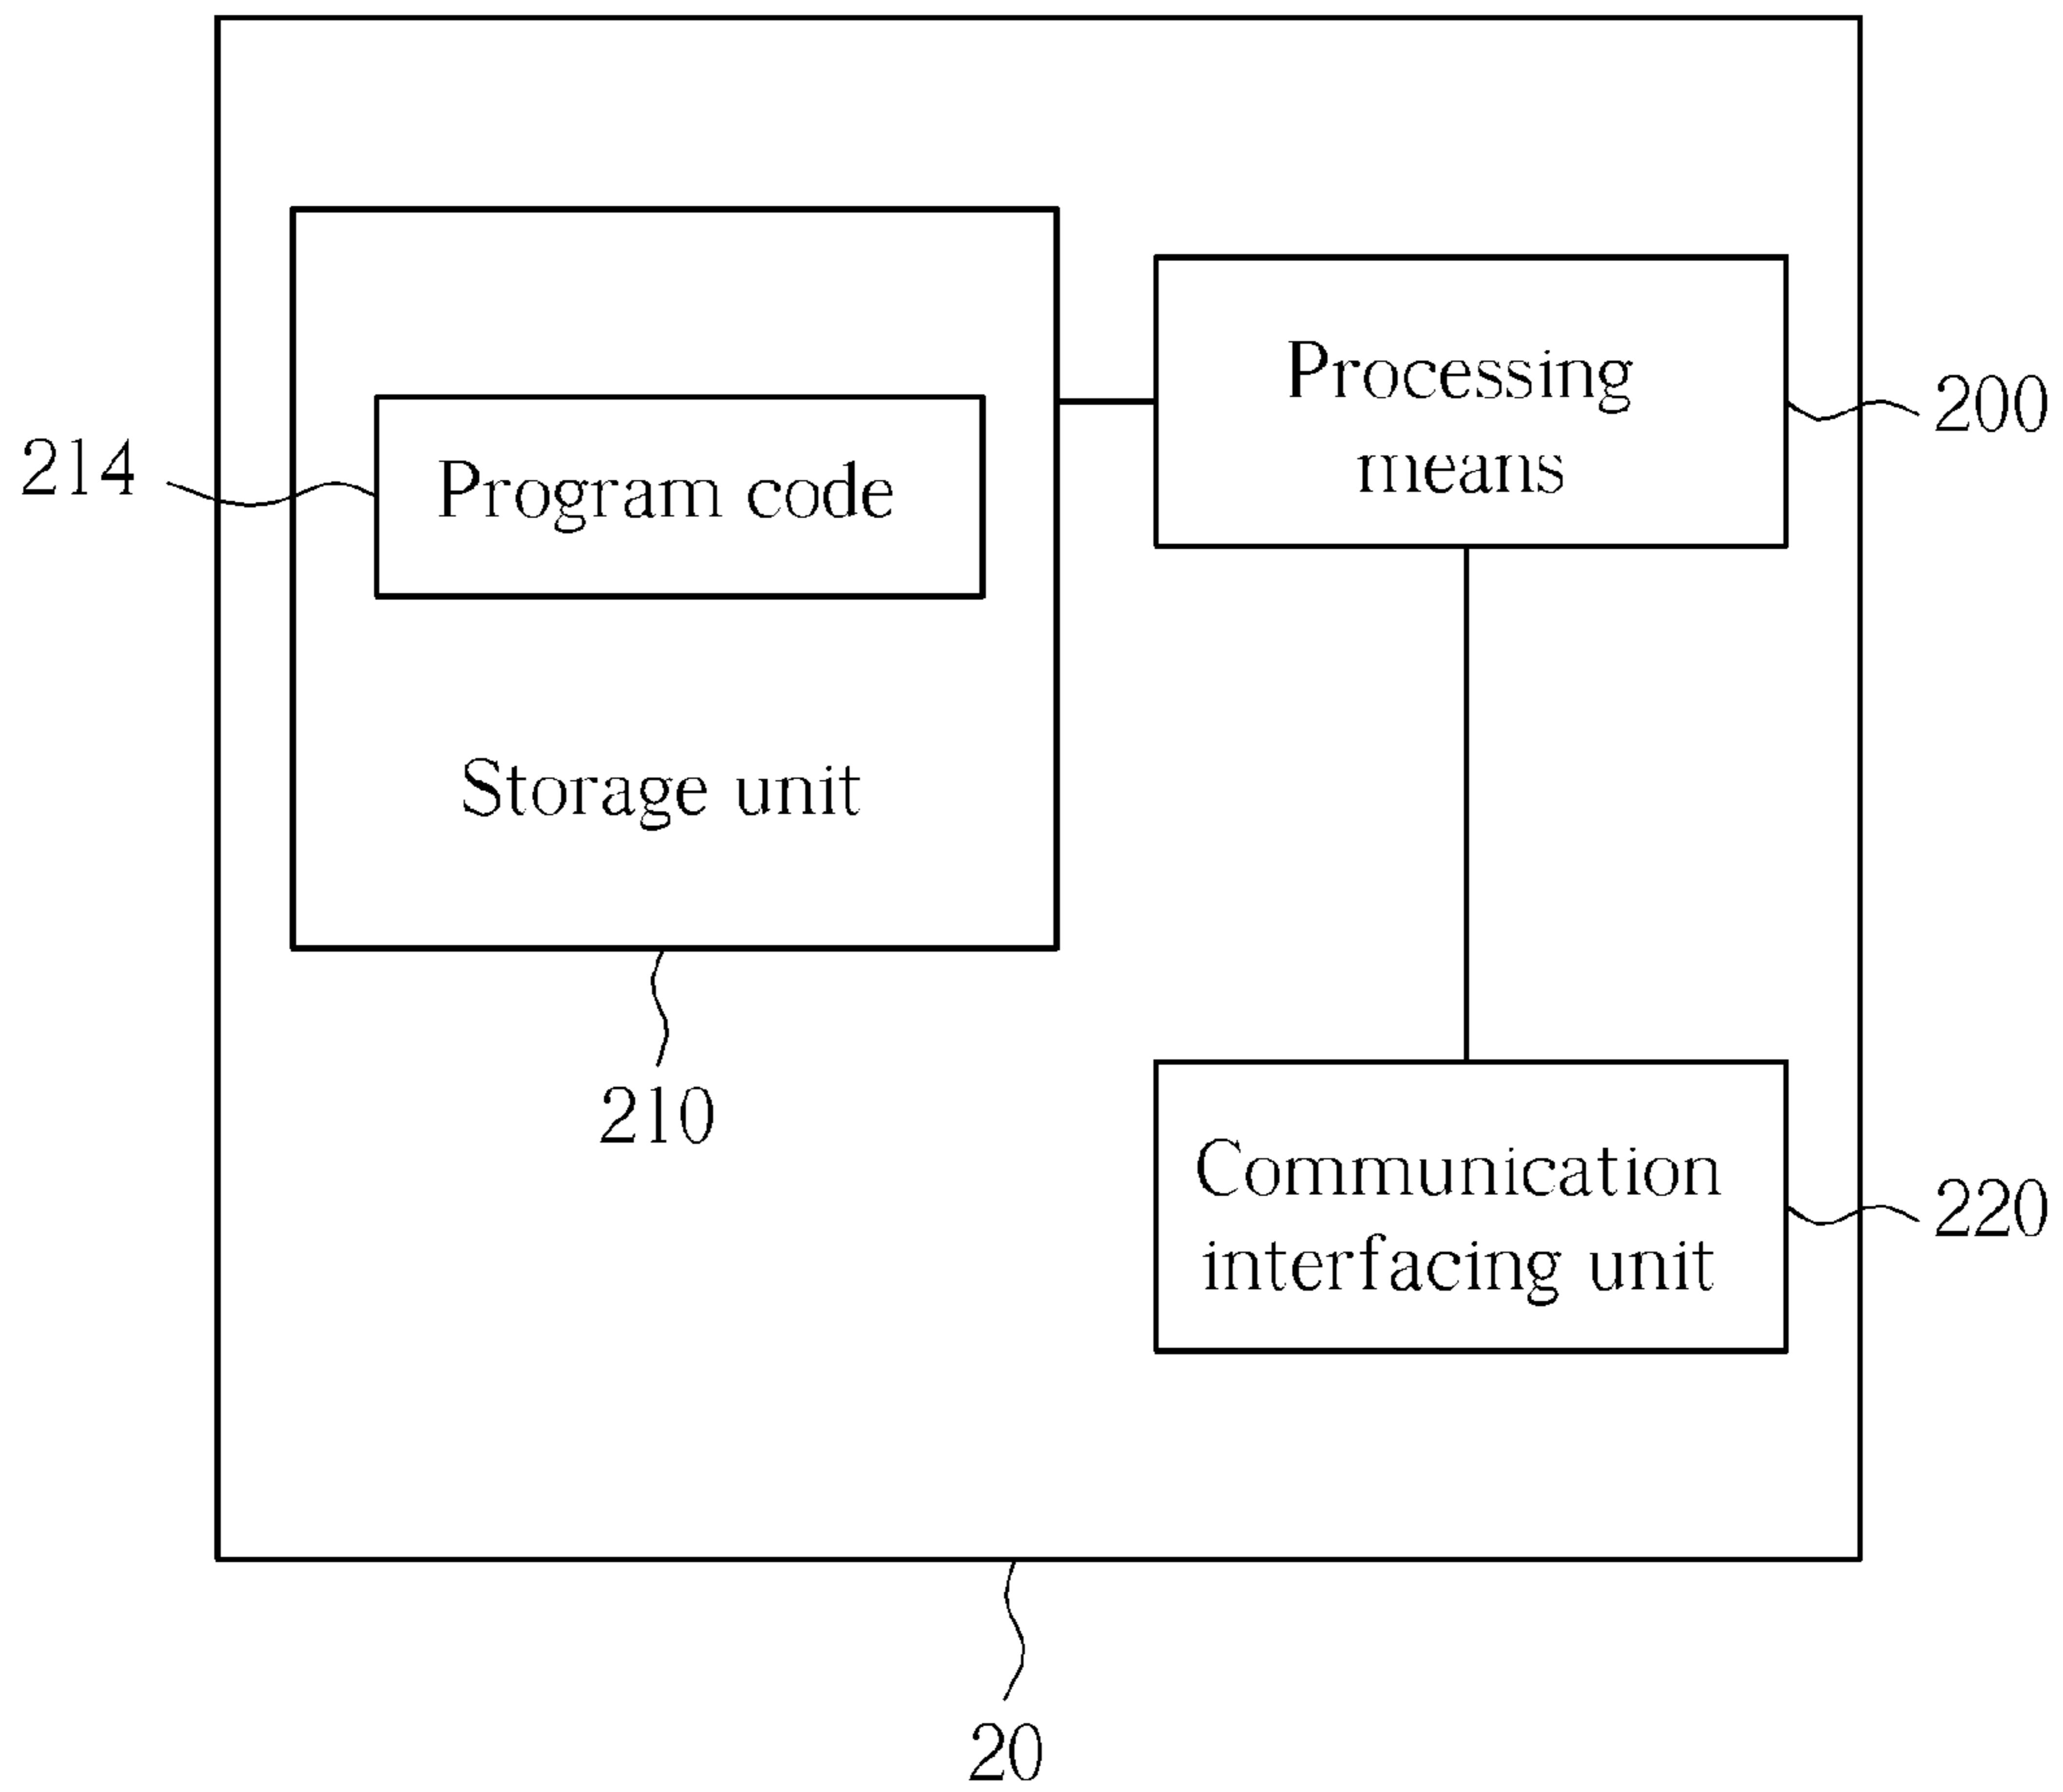 Processing
means
200
214
Program code
Storage unit
210
Communication
interfacing unit
220
20